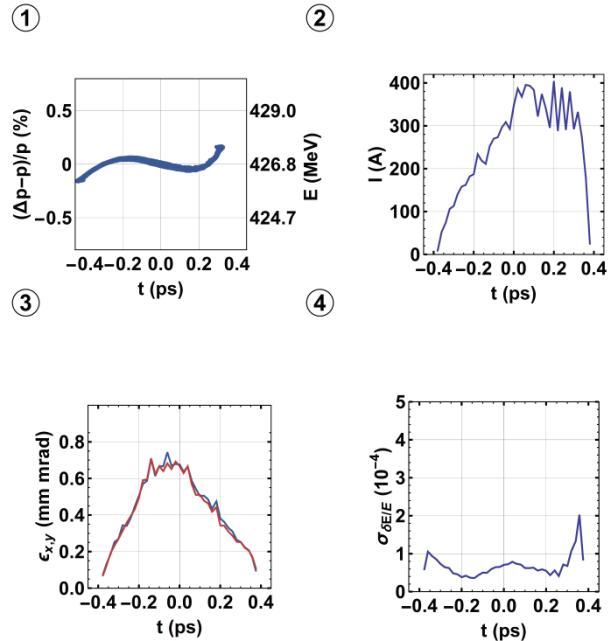 ① ②
(Δp−p)/p (%)
0.5
0
−0.5
429.0
426.8
424.7
E (MeV)
−0.4 −0.2 0.0 0.2 0.4
t (ps)
I (A)
400
300
200
100
0
−0.4 −0.2 0.0 0.2 0.4
t (ps)
③ ④
ϵx,y (mm mrad)
0.8
0.6
0.4
0.2
0.0
−0.4 −0.2 0.0 0.2 0.4
t (ps)
σδE/E (10⁻⁴)
5
4
3
2
1
0
−0.4 −0.2 0.0 0.2 0.4
t (ps)